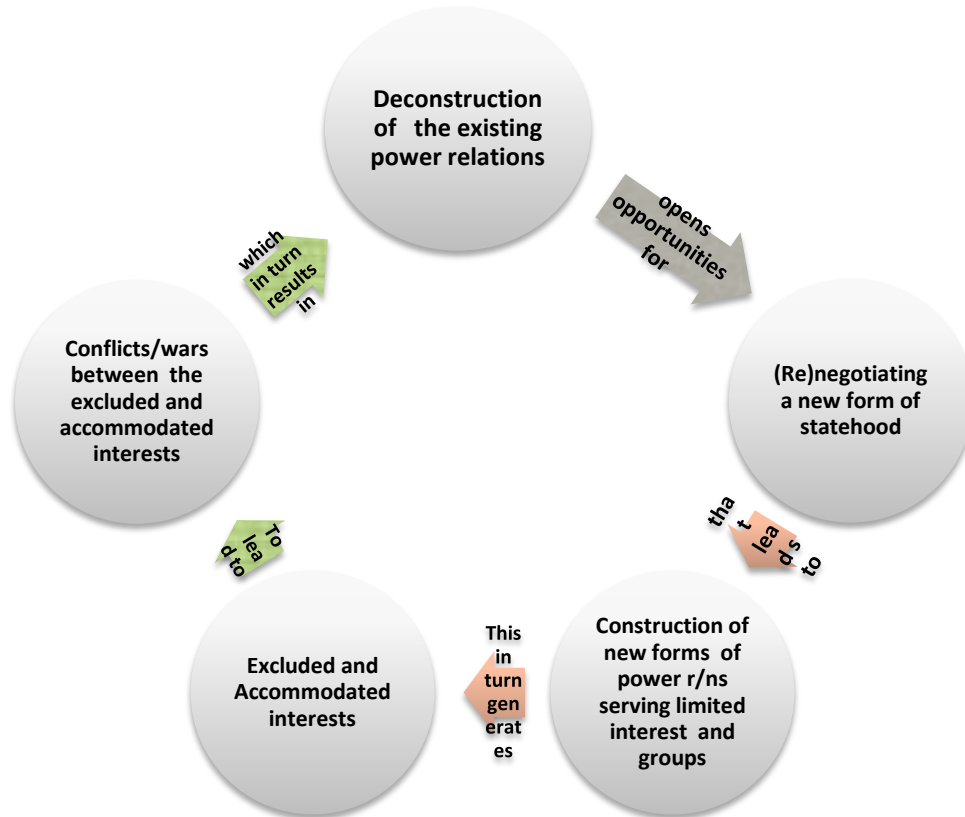 Deconstruction
of the existing
power relations
opens
opportunities
for
(Re)negotiating
a new form of
statehood
tha
t
lea
d s
to
Construction of
new forms of
power r/ns
serving limited
interest and
groups
This
in
turn
gen
erat
es
Excluded and
Accommodated
interests
To
lea
d to
Conflicts/wars
between the
excluded and
accommodated
interests
which
in turn
results
in